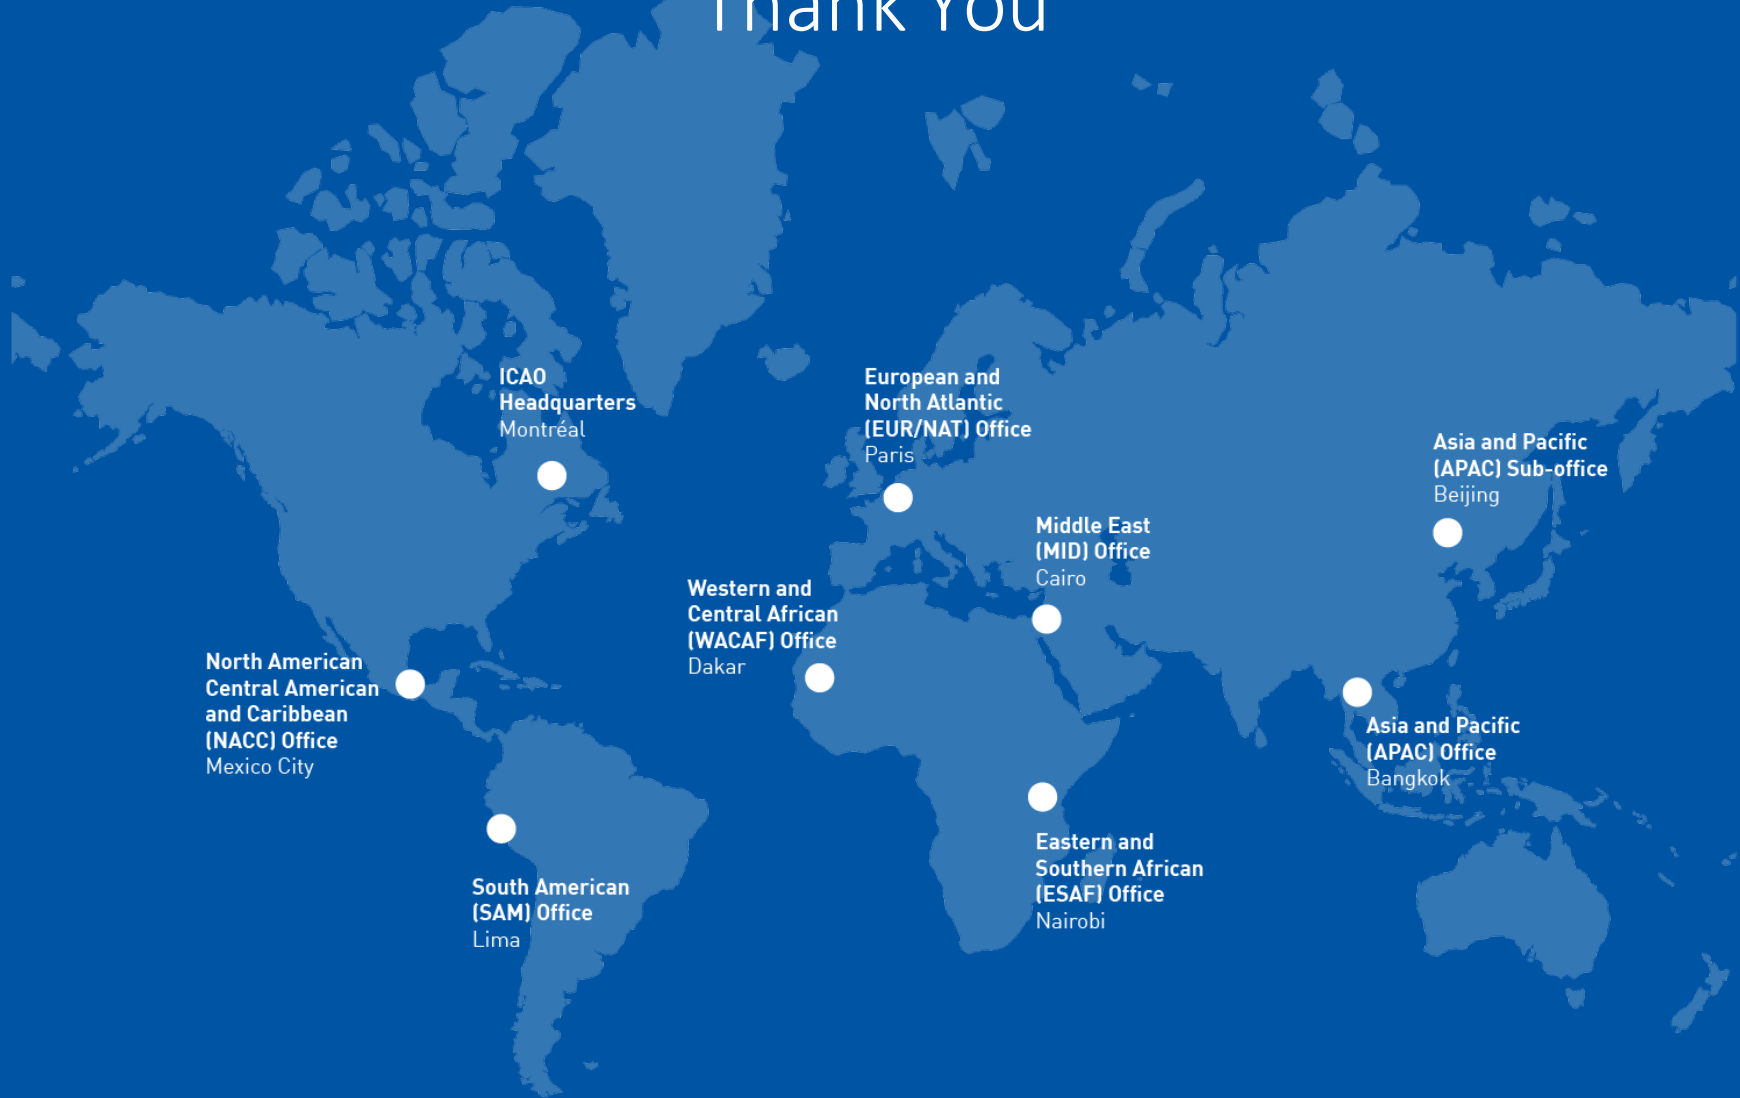 Thank You
ICAO
Headquarters
Montréal
European and
North Atlantic
(EUR/NAT) Office
Paris
Asia and Pacific
(APAC) Sub-office
Beijing
Middle East
(MID) Office
Cairo
Western and
Central African
(WACAF) Office
Dakar
North American
Central American
and Caribbean
(NACC) Office
Mexico City
Asia and Pacific
(APAC) Office
Bangkok
South American
(SAM) Office
Lima
Eastern and
Southern African
(ESAF) Office
Nairobi